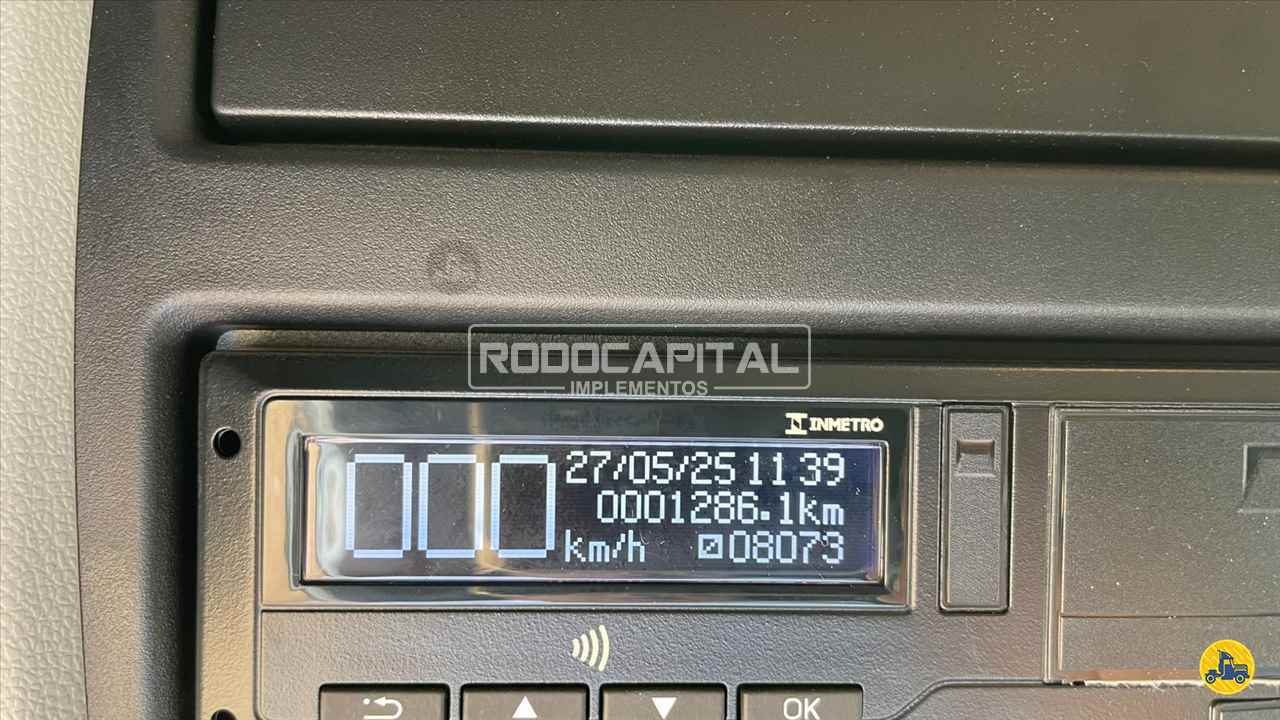 RODOCAPITAL
IMPLEMENTOS
INMETRO
000
27/05/25 11 39
0001286.1km
km/h
08073
OK